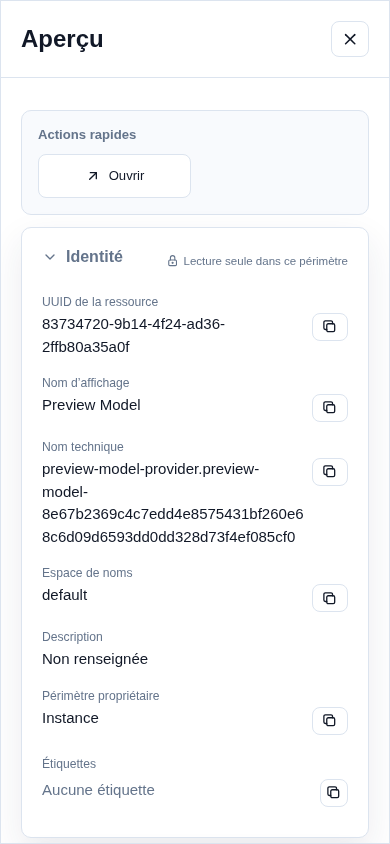 Aperçu
Actions rapides
Ouvrir
Identité
Lecture seule dans ce périmètre
UUID de la ressource
83734720-9b14-4f24-ad36-
2ffb80a35a0f
Nom d’affichage
Preview Model
Nom technique
preview-model-provider.preview-
model-
8e67b2369c4c7edd4e8575431bf260e6
8c6d09d6593dd0dd328d73f4ef085cf0
Espace de noms
default
Description
Non renseignée
Périmètre propriétaire
Instance
Étiquettes
Aucune étiquette